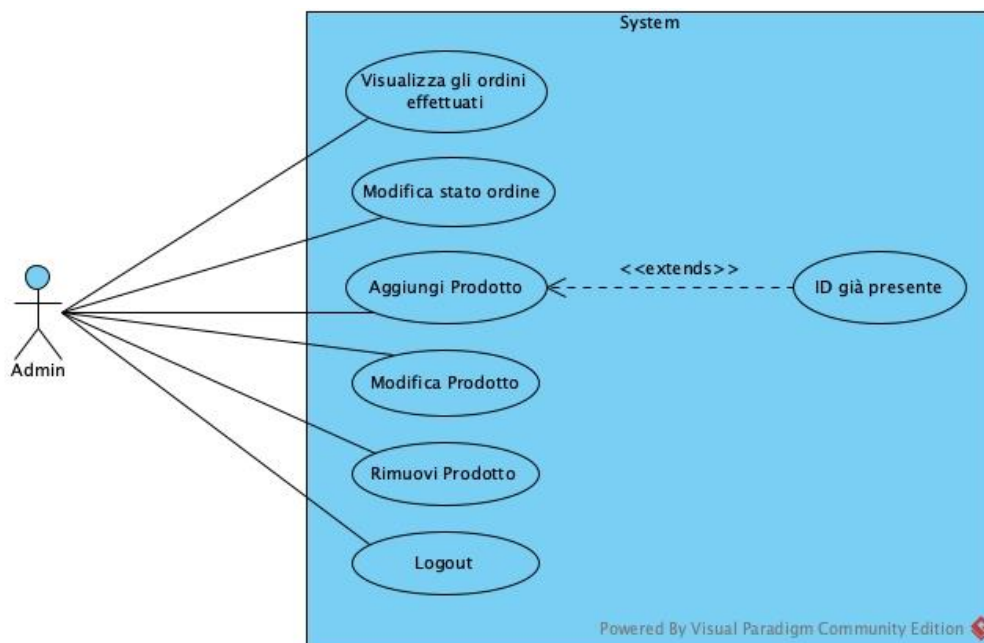 System
Visualizza gli ordini
effettuati
Modifica stato ordine
Aggiungi Prodotto
<<extends>>
ID già presente
Admin
Modifica Prodotto
Rimuovi Prodotto
Logout
Powered By Visual Paradigm Community Edition